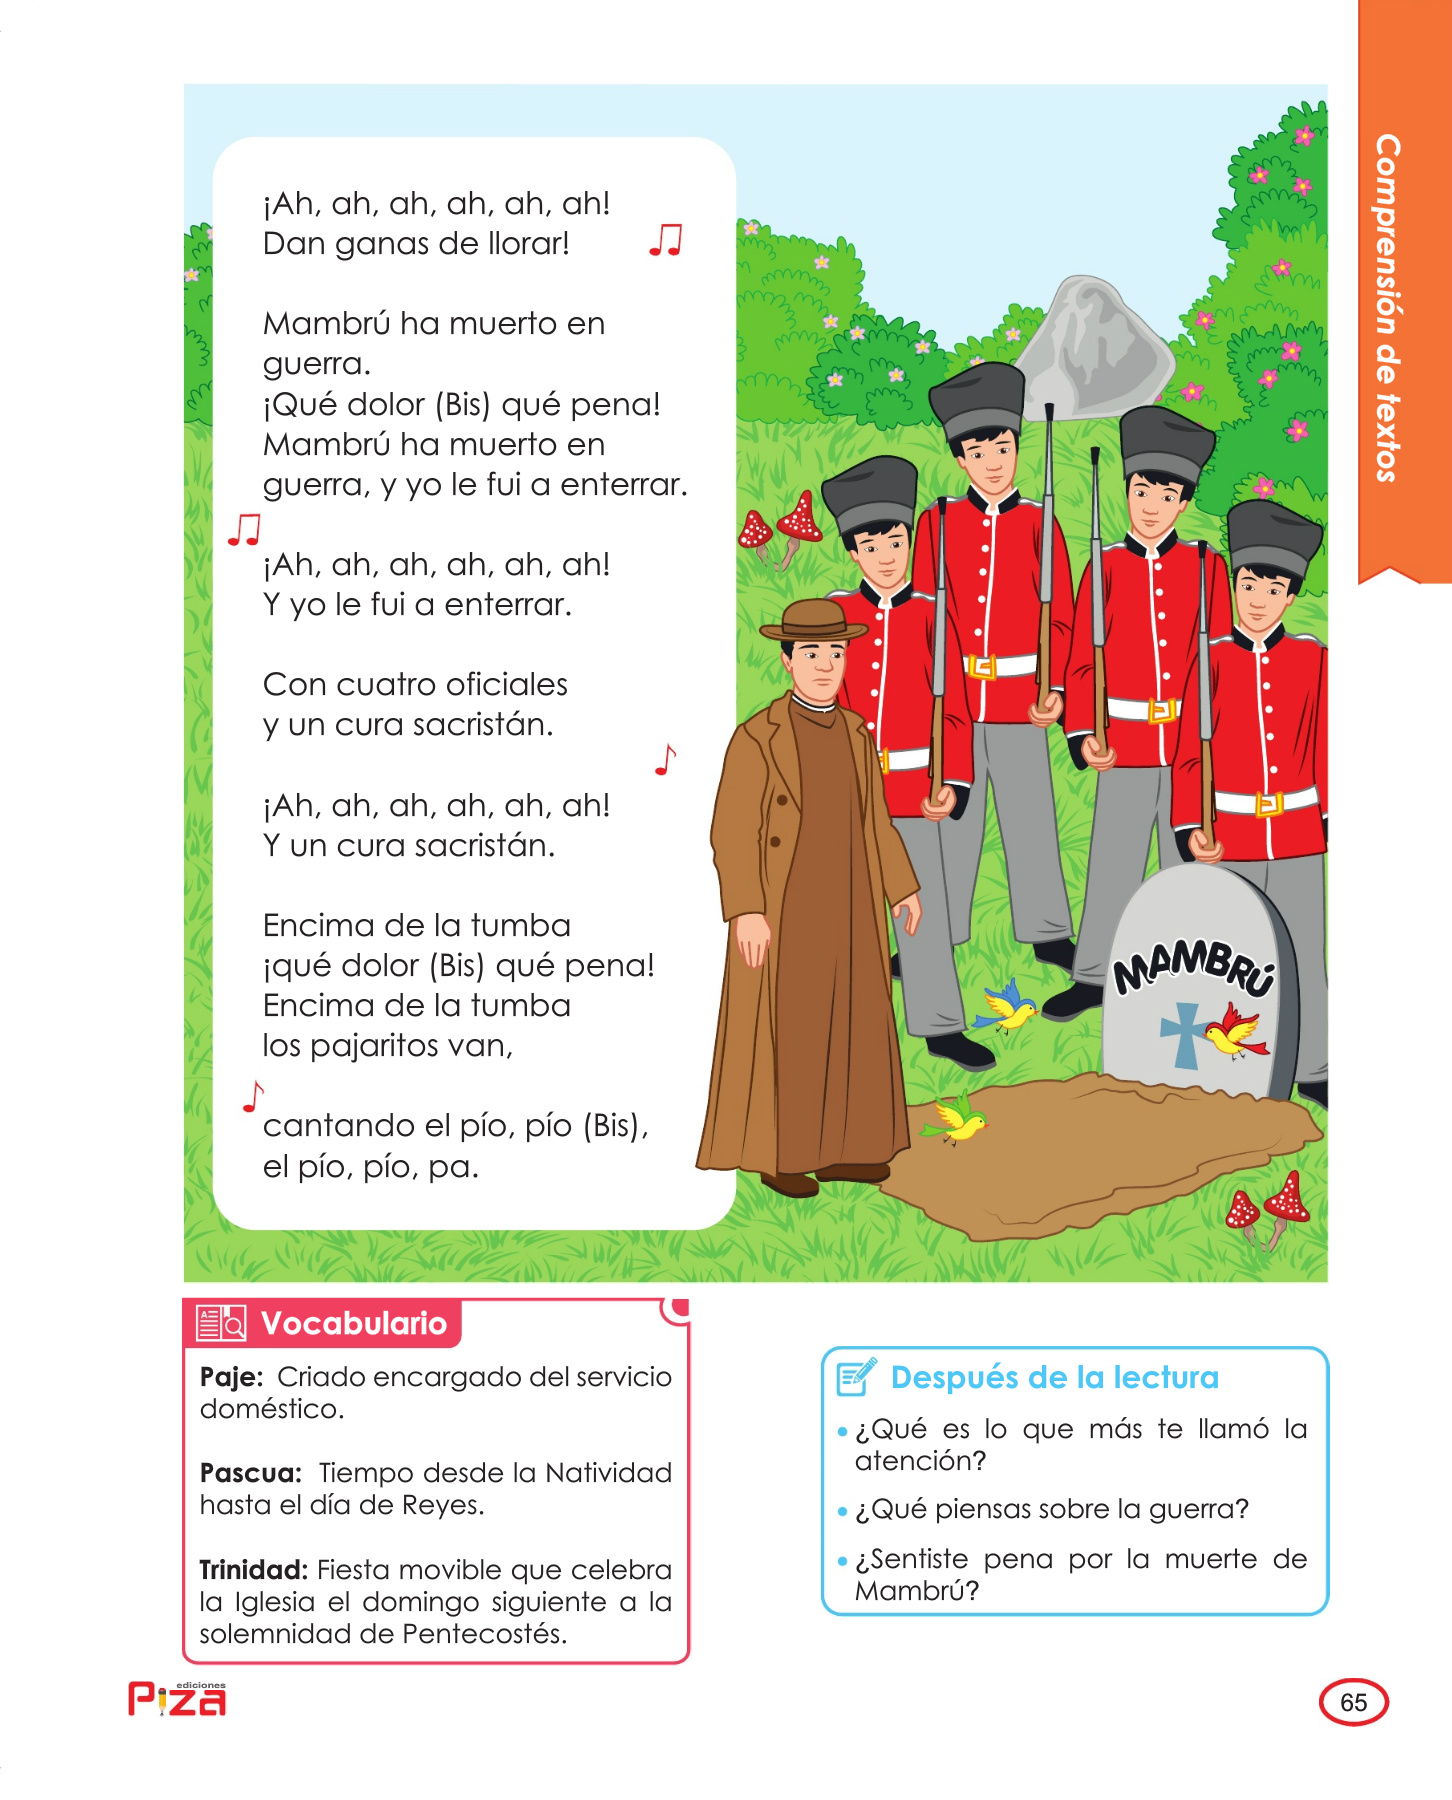 Comprensión de textos
¡Ah, ah, ah, ah, ah, ah!
Dan ganas de llorar!
Mambrú ha muerto en
guerra.
¡Qué dolor (Bis) qué pena!
Mambrú ha muerto en
guerra, y yo le fui a enterrar.
¡Ah, ah, ah, ah, ah, ah!
Y yo le fui a enterrar.
Con cuatro oficiales
y un cura sacristán.
¡Ah, ah, ah, ah, ah, ah!
Y un cura sacristán.
Encima de la tumba
¡qué dolor (Bis) qué pena!
Encima de la tumba
los pajaritos van,
cantando el pío, pío (Bis),
el pío, pío, pa.
MAMBRÚ
Vocabulario
Paje: Criado encargado del servicio
doméstico.
Pascua: Tiempo desde la Natividad
hasta el día de Reyes.
Trinidad: Fiesta movible que celebra
la Iglesia el domingo siguiente a la
solemnidad de Pentecostés.
Después de la lectura
• ¿Qué es lo que más te llamó la
atención?
• ¿Qué piensas sobre la guerra?
• ¿Sentiste pena por la muerte de
Mambrú?
ediciones
Piza
65